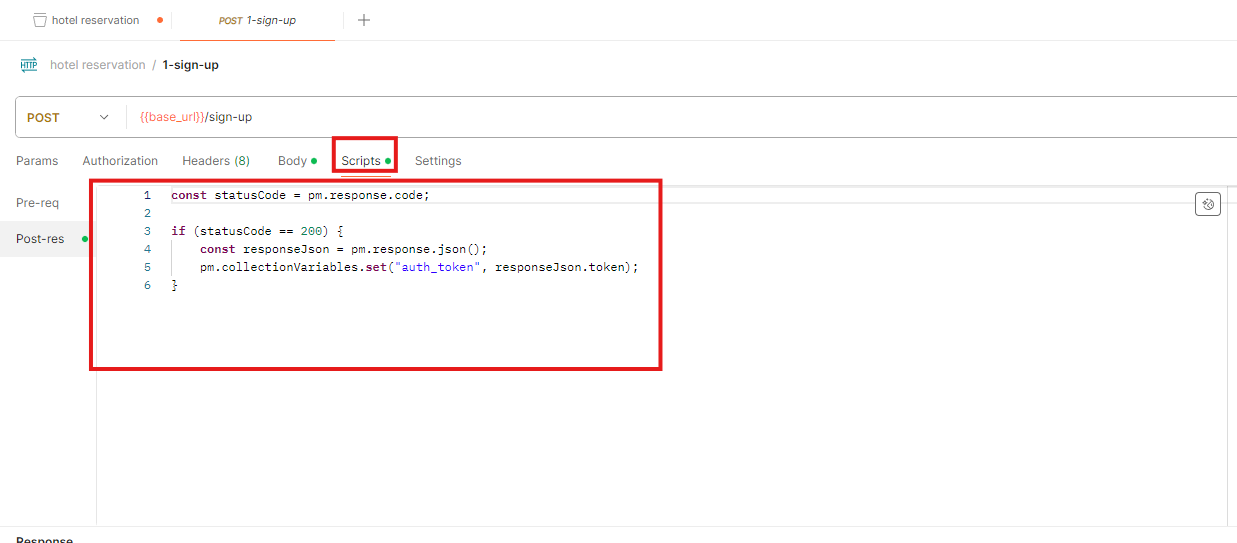 hotel reservation
POST 1-sign-up
HTTP hotel reservation / 1-sign-up
POST {{base_url}}/sign-up
Params Authorization Headers (8) Body Scripts Settings
Pre-req
Post-res
1 const statusCode = pm.response.code;
2
3 if (statusCode == 200) {
4 const responseJson = pm.response.json();
5 pm.collectionVariables.set("auth_token", responseJson.token);
6 }
Response